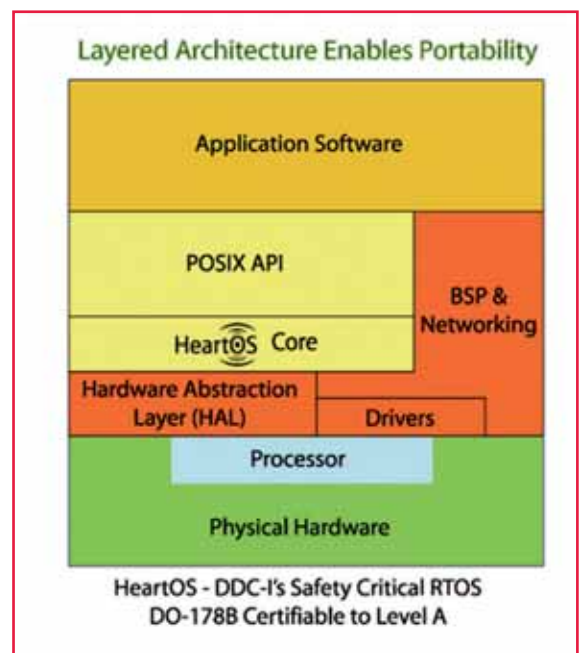 Layered Architecture Enables Portability
Application Software
POSIX API
BSP &
Networking
HeartOS Core
Hardware Abstraction
Layer (HAL)
Drivers
Processor
Physical Hardware
HeartOS - DDC-I's Safety Critical RTOS
DO-178B Certifiable to Level A